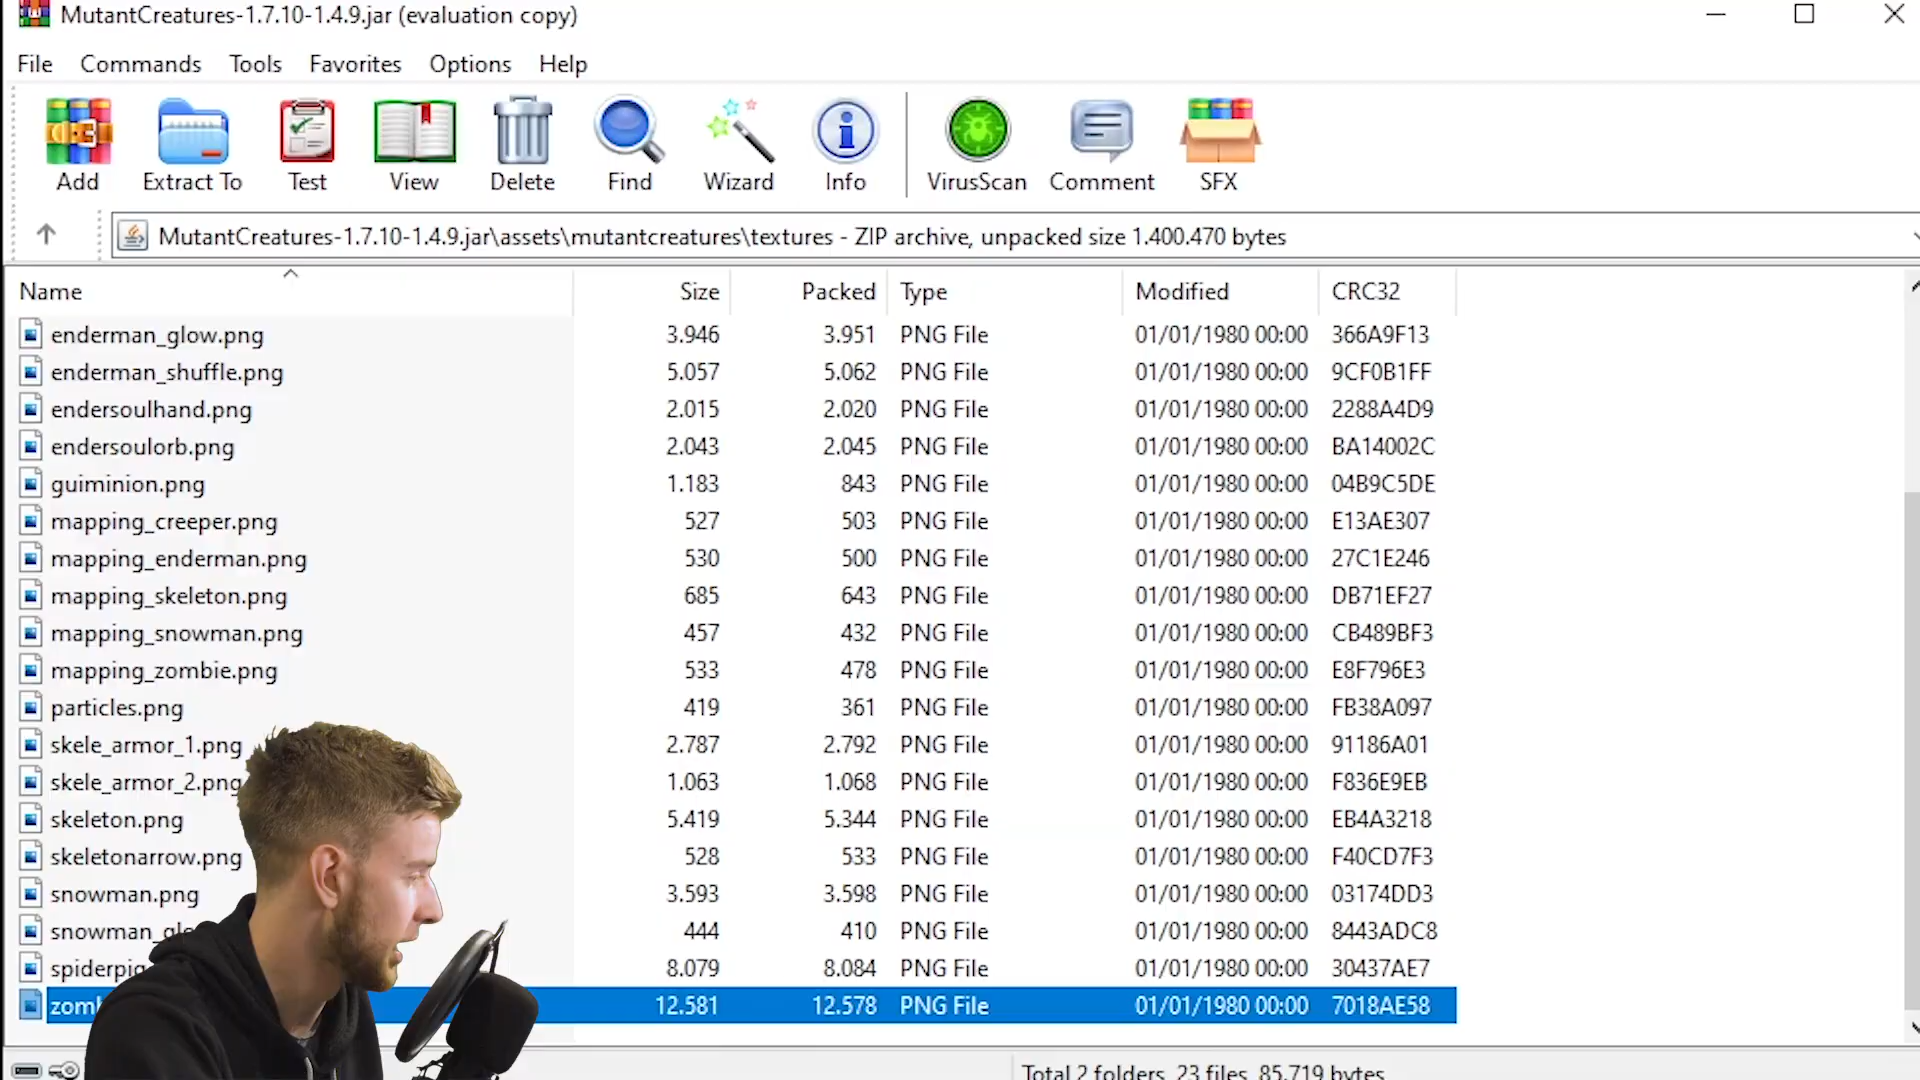 MutantCreatures-1.7.10-1.4.9.jar (evaluation copy)
File Commands Tools Favorites Options Help
Add Extract To Test View Delete Find Wizard Info VirusScan Comment SFX
MutantCreatures-1.7.10-1.4.9.jar\assets\mutantcreatures\textures - ZIP archive, unpacked size 1.400.470 bytes
Name Size Packed Type Modified CRC32
enderman_glow.png 3.946 3.951 PNG File 01/01/1980 00:00 366A9F13
enderman_shuffle.png 5.057 5.062 PNG File 01/01/1980 00:00 9CF0B1FF
endersoulhand.png 2.015 2.020 PNG File 01/01/1980 00:00 2288A4D9
endersoulorb.png 2.043 2.045 PNG File 01/01/1980 00:00 BA14002C
guiminion.png 1.183 843 PNG File 01/01/1980 00:00 04B9C5DE
mapping_creeper.png 527 503 PNG File 01/01/1980 00:00 E13AE307
mapping_enderman.png 530 500 PNG File 01/01/1980 00:00 27C1E246
mapping_skeleton.png 685 643 PNG File 01/01/1980 00:00 DB71EF27
mapping_snowman.png 457 432 PNG File 01/01/1980 00:00 CB489BF3
mapping_zombie.png 533 478 PNG File 01/01/1980 00:00 E8F796E3
particles.png 419 361 PNG File 01/01/1980 00:00 FB38A097
skele_armor_1.png 2.787 2.792 PNG File 01/01/1980 00:00 91186A01
skele_armor_2.png 1.063 1.068 PNG File 01/01/1980 00:00 F836E9EB
skeleton.png 5.419 5.344 PNG File 01/01/1980 00:00 EB4A3218
skeletonarrow.png 528 533 PNG File 01/01/1980 00:00 F40CD7F3
snowman.png 3.593 3.598 PNG File 01/01/1980 00:00 03174DD3
444 410 PNG File 01/01/1980 00:00 8443ADC8
8.079 8.084 PNG File 01/01/1980 00:00 30437AE7
12.581 12.578 PNG File 01/01/1980 00:00 7018AE58
Total 2 folders, 23 files, 85.719 bytes